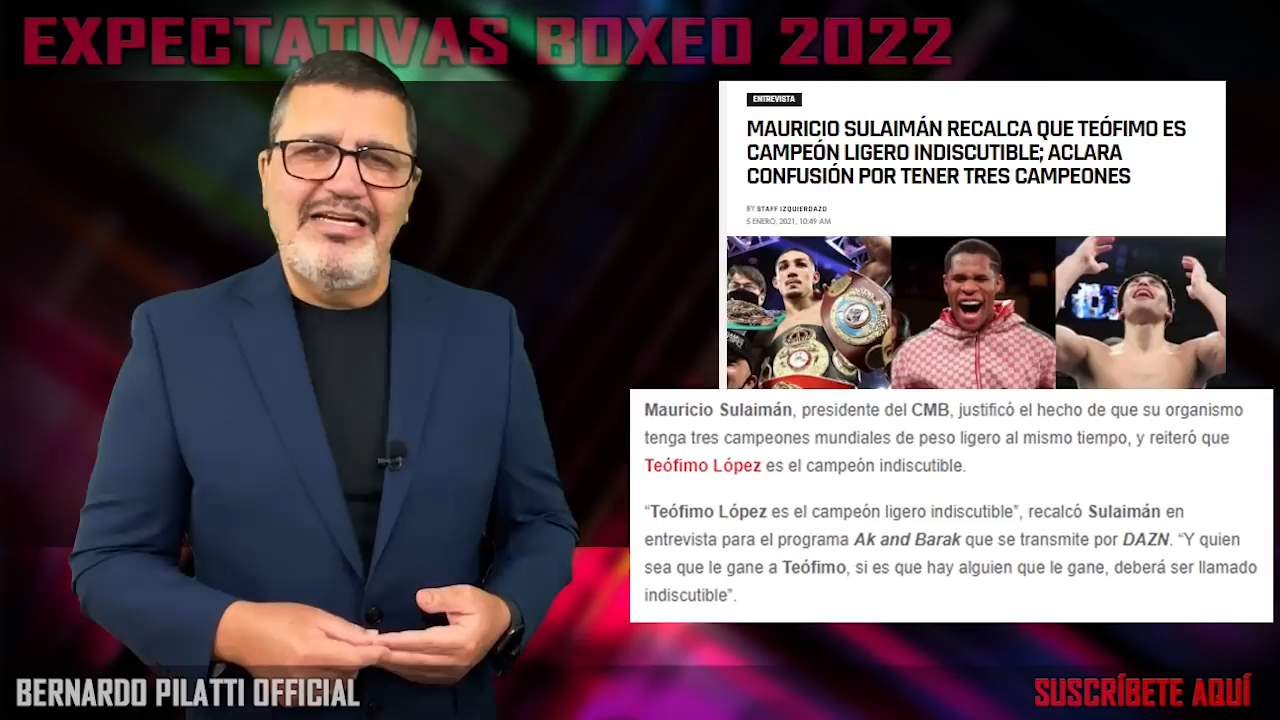 EXPECTATIVAS BOXEO 2022
ENTREVISTA
MAURICIO SULAIMÁN RECALCA QUE TEÓFIMO ES
CAMPEÓN LIGERO INDISCUTIBLE; ACLARA
CONFUSIÓN POR TENER TRES CAMPEONES
BY STAFF IZQUIERDAZO
5 ENERO, 2021, 10:49 AM
Mauricio Sulaimán, presidente del CMB, justificó el hecho de que su organismo
tenga tres campeones mundiales de peso ligero al mismo tiempo, y reiteró que
Teófimo López es el campeón indiscutible.
“Teófimo López es el campeón ligero indiscutible”, recalcó Sulaimán en
entrevista para el programa Ak and Barak que se transmite por DAZN. “Y quien
sea que le gane a Teófimo, si es que hay alguien que le gane, deberá ser llamado
indiscutible”.
BERNARDO PILATTI OFFICIAL
SUSCRÍBETE AQUÍ